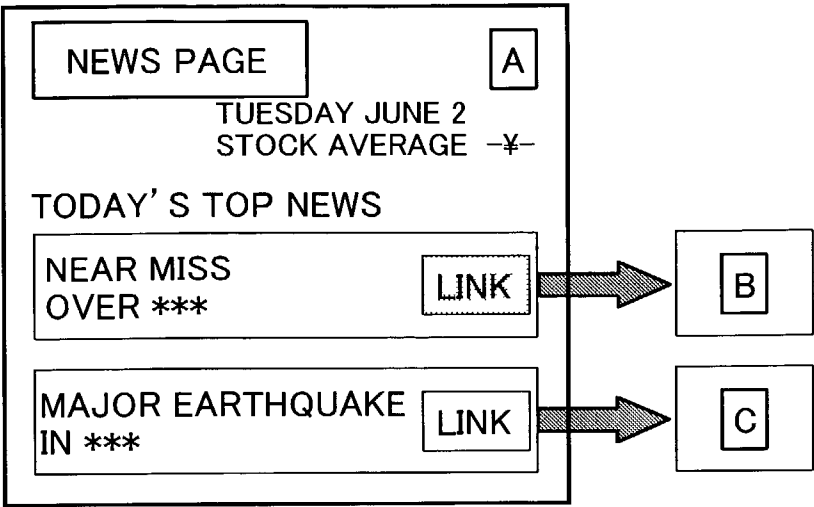 NEWS PAGE
A
TUESDAY JUNE 2
STOCK AVERAGE -¥-
TODAY'S TOP NEWS
NEAR MISS
OVER ***
LINK
B
MAJOR EARTHQUAKE
IN ***
LINK
C